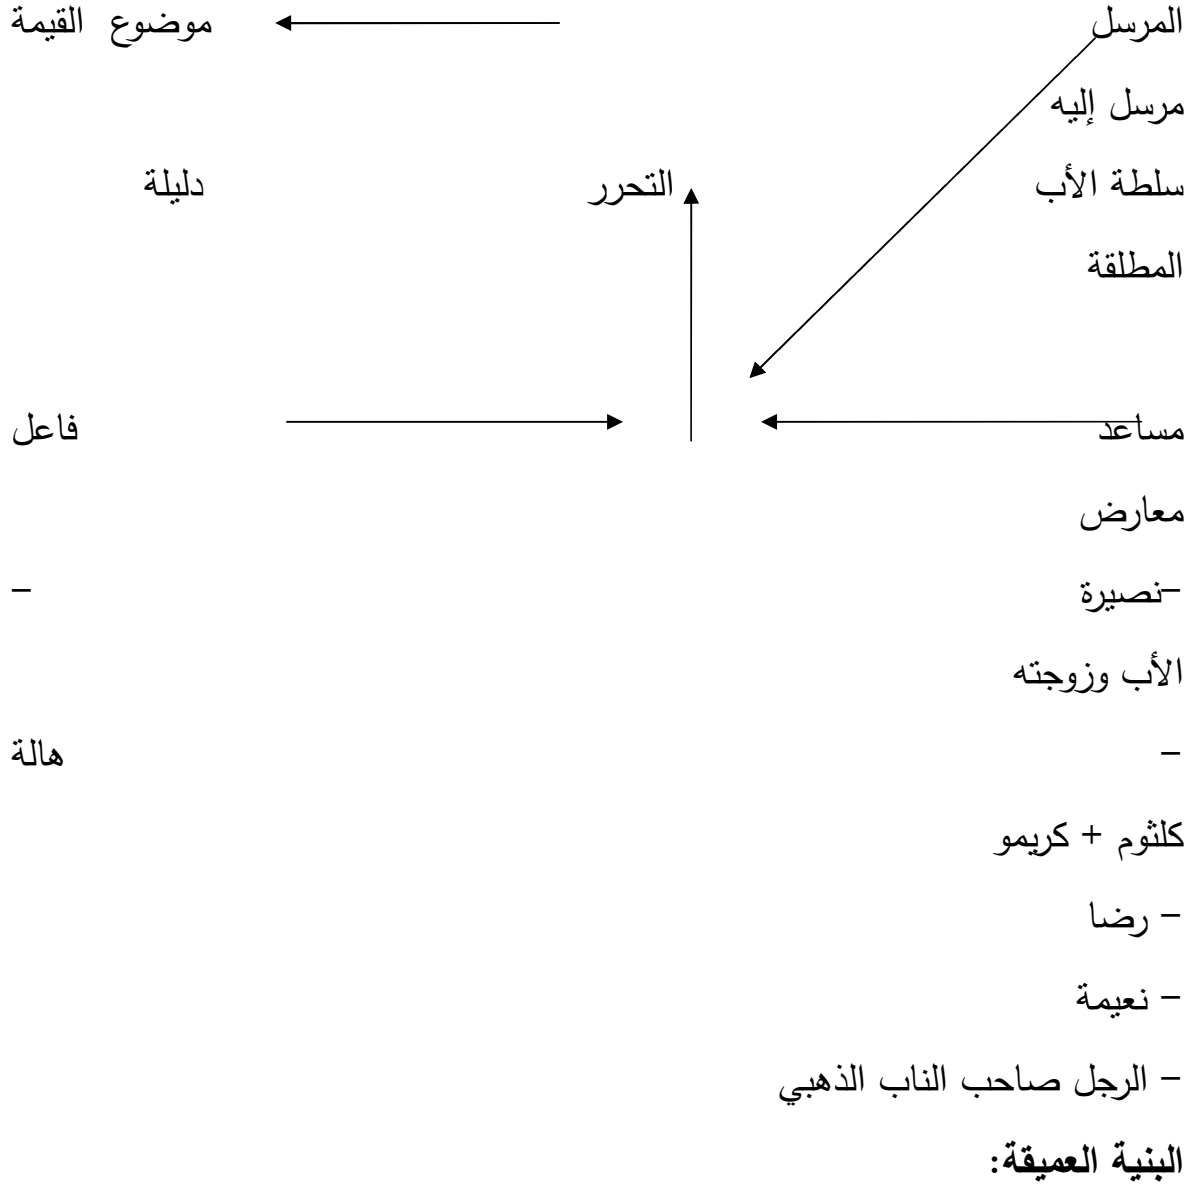 المرسل موضوع القيمة
مرسل إليه
سلطة الأب التحرر دليلة
المطلقة
مساعد فاعل
معارض
-نصيرة -
الأب وزوجته
- هالة
كلثوم + كريمو
- رضا
- نعيمة
- الرجل صاحب الناب الذهبي
البنية العميقة: